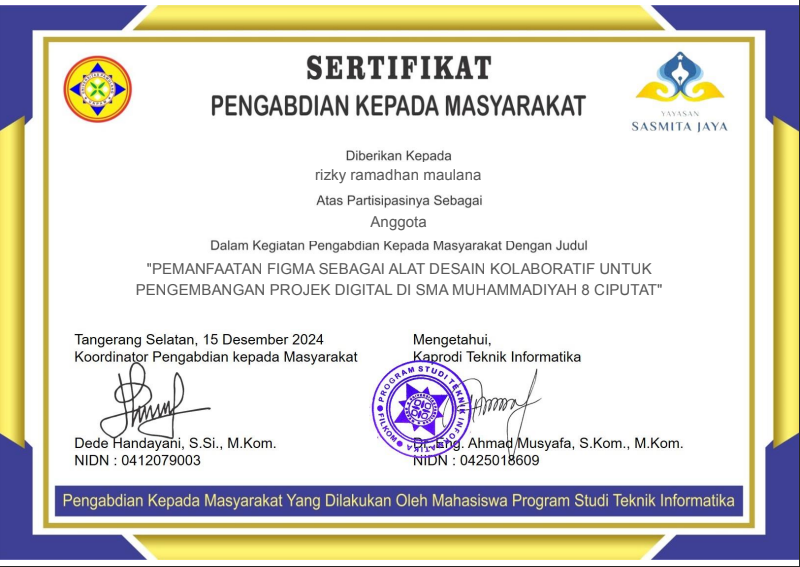 SERTIFIKAT
PENGABDIAN KEPADA MASYARAKAT
YAYASAN
SASMITA JAYA
Diberikan Kepada
rizky ramadhan maulana
Atas Partisipasinya Sebagai
Anggota
Dalam Kegiatan Pengabdian Kepada Masyarakat Dengan Judul
"PEMANFAATAN FIGMA SEBAGAI ALAT DESAIN KOLABORATIF UNTUK
PENGEMBANGAN PROJEK DIGITAL DI SMA MUHAMMADIYAH 8 CIPUTAT"
Tangerang Selatan, 15 Desember 2024
Koordinator Pengabdian kepada Masyarakat
Mengetahui,
Kaprodi Teknik Informatika
PROGRAM STUDI TEKNIK INFORMATIKA
FILKOM
Dede Handayani, S.Si., M.Kom.
NIDN : 0412079003
Dr. Eng. Ahmad Musyafa, S.Kom., M.Kom.
NIDN : 0425018609
Pengabdian Kepada Masyarakat Yang Dilakukan Oleh Mahasiswa Program Studi Teknik Informatika